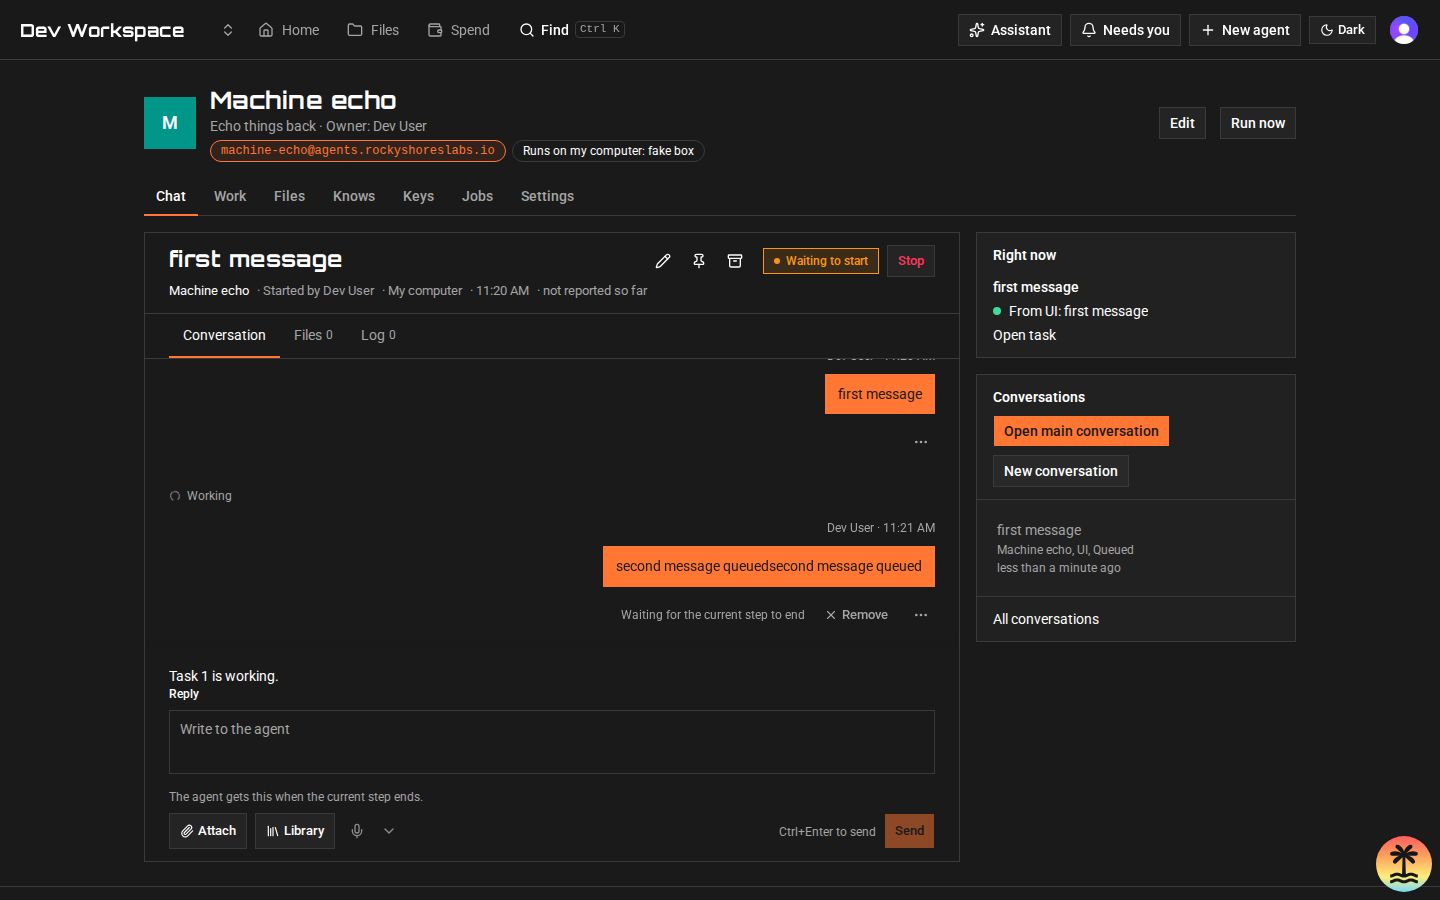 Dev Workspace
Home
Files
Spend
Find
Ctrl K
Assistant
Needs you
New agent
Dark
M
Machine echo
Echo things back · Owner: Dev User
machine-echo@agents.rockyshoreslabs.io
Runs on my computer: fake box
Edit
Run now
Chat
Work
Files
Knows
Keys
Jobs
Settings
first message
Waiting to start
Stop
Machine echo · Started by Dev User · My computer · 11:20 AM · not reported so far
Conversation
Files 0
Log 0
first message
Working
Dev User · 11:21 AM
second message queuedsecond message queued
Waiting for the current step to end
Remove
Task 1 is working.
Reply
Write to the agent
The agent gets this when the current step ends.
Attach
Library
Ctrl+Enter to send
Send
Right now
first message
From UI: first message
Open task
Conversations
Open main conversation
New conversation
first message
Machine echo, UI, Queued
less than a minute ago
All conversations